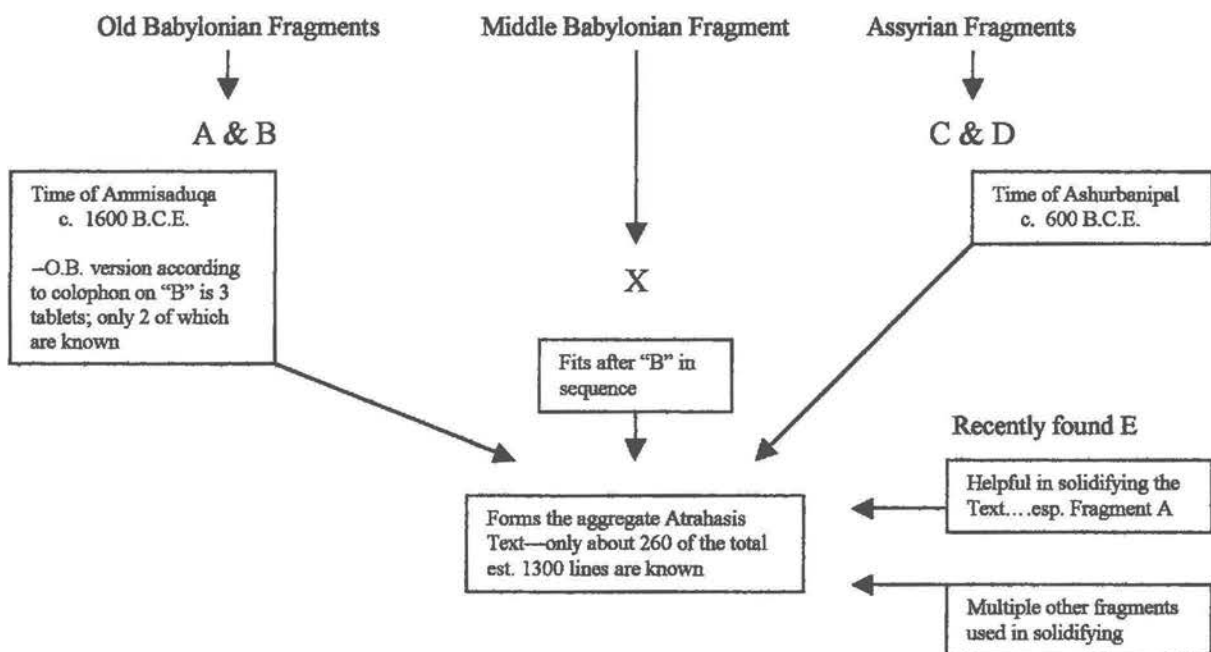 Old Babylonian Fragments
Middle Babylonian Fragment
Assyrian Fragments
A & B
C & D
Time of Ammisaduqa
c. 1600 B.C.E.
–O.B. version according
to colophon on “B” is 3
tablets; only 2 of which
are known
Time of Ashurbanipal
c. 600 B.C.E.
X
Fits after “B” in
sequence
Recently found E
Helpful in solidifying the
Text....esp. Fragment A
Forms the aggregate Atrahasis
Text—only about 260 of the total
est. 1300 lines are known
Multiple other fragments
used in solidifying